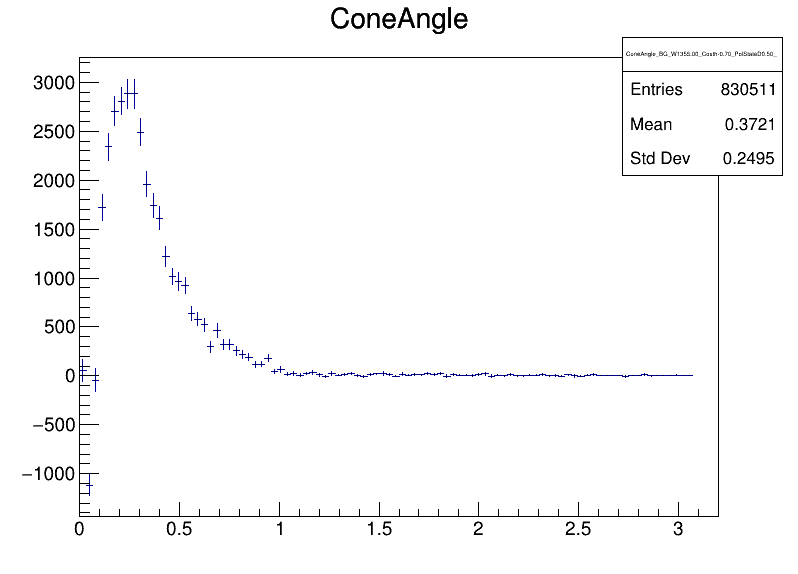 ConeAngle
ConeAngle_BG_W1355.00_Costh-0.70_PolStateD0.50_
Entries 830511
Mean 0.3721
Std Dev 0.2495
3000
2500
2000
1500
1000
500
0
−500
−1000
0 0.5 1 1.5 2 2.5 3